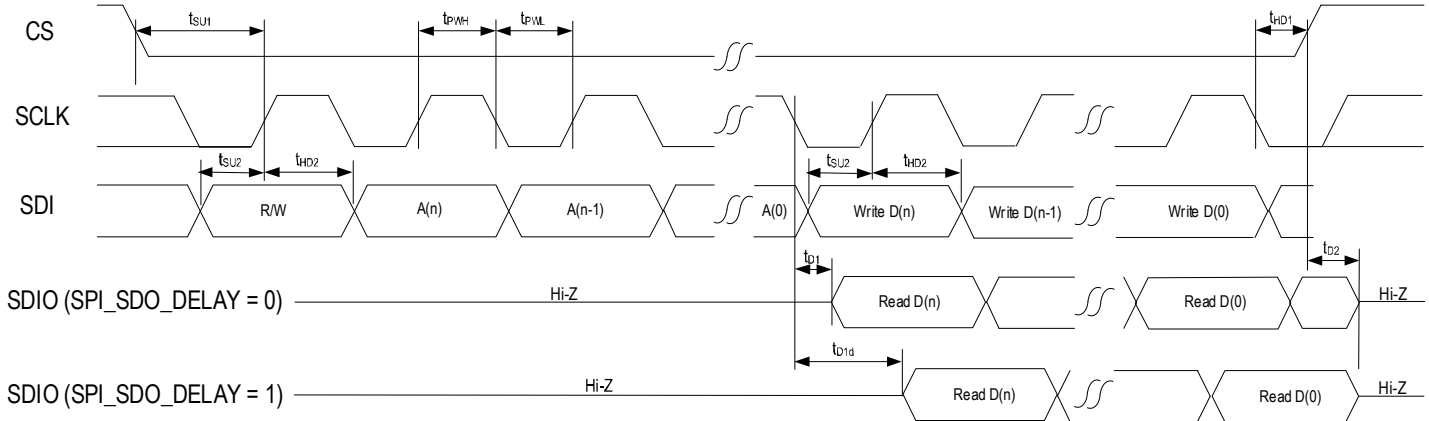 CS
tSU1
tPWH
tPWL
tHD1
SCLK
tSU2
tHD2
tSU2
tHD2
SDI
R/W
A(n)
A(n-1)
A(0)
Write D(n)
Write D(n-1)
Write D(0)
tD1
tD2
SDIO (SPI_SDO_DELAY = 0)
Hi-Z
Read D(n)
Read D(0)
Hi-Z
tD1d
SDIO (SPI_SDO_DELAY = 1)
Hi-Z
Read D(n)
Read D(0)
Hi-Z